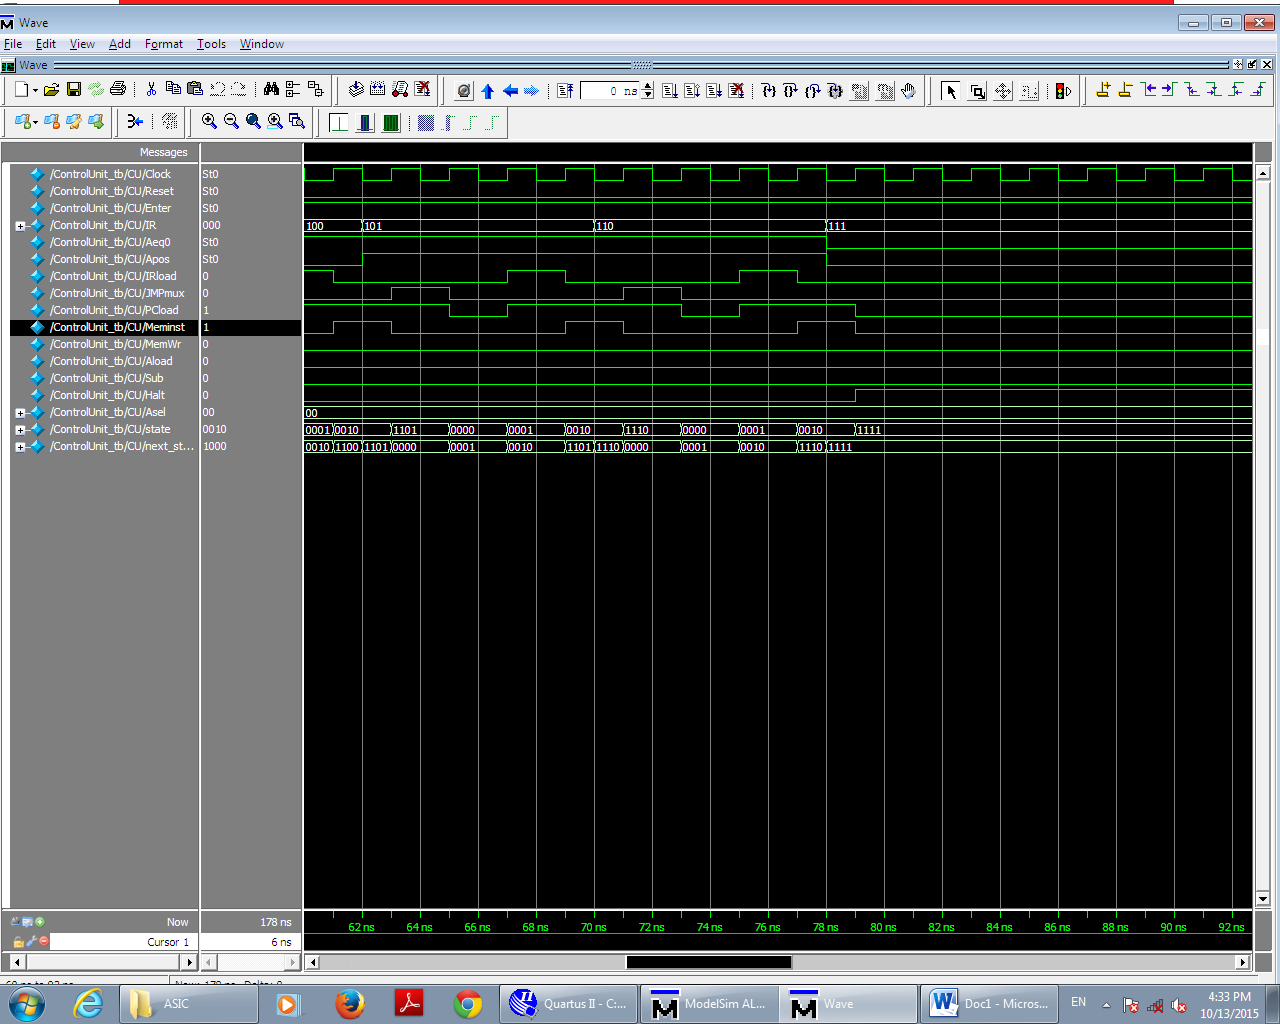 Wave
File Edit View Add Format Tools Window
Wave
0 ns
Messages
/ControlUnit_tb/CU/Clock St0
/ControlUnit_tb/CU/Reset St0
/ControlUnit_tb/CU/Enter St0
/ControlUnit_tb/CU/IR 000 100 101 110 111
/ControlUnit_tb/CU/Aeq0 St0
/ControlUnit_tb/CU/Apos St0
/ControlUnit_tb/CU/IRload 0
/ControlUnit_tb/CU/JMPmux 0
/ControlUnit_tb/CU/PCload 1
/ControlUnit_tb/CU/Meminst 1
/ControlUnit_tb/CU/MemWr 0
/ControlUnit_tb/CU/Aload 0
/ControlUnit_tb/CU/Sub 0
/ControlUnit_tb/CU/Halt 0
/ControlUnit_tb/CU/Asel 00 00
/ControlUnit_tb/CU/state 0010 0001 0010 1101 0000 0001 0010 1110 0000 0001 0010 1111
/ControlUnit_tb/CU/next_st... 1000 0010 1100 1101 0000 0001 0010 1101 1110 0000 0001 0010 1110 1111
Now 178 ns
62 ns 64 ns 66 ns 68 ns 70 ns 72 ns 74 ns 76 ns 78 ns 80 ns 82 ns 84 ns 86 ns 88 ns 90 ns 92 ns
Cursor 1 6 ns
ASIC Quartus II - C:... ModelSim AL... Wave Doc1 - Micros... EN 4:33 PM
10/13/2015